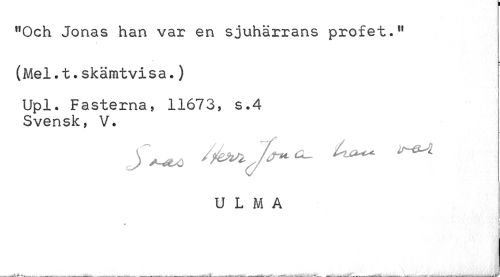 "Och Jonas han var en sjuhärrans profet."
(Mel.t.skämtvisa.)
Upl. Fasterna, 11673, s.4
Svensk, V.
Herr Jona han var
U L M A